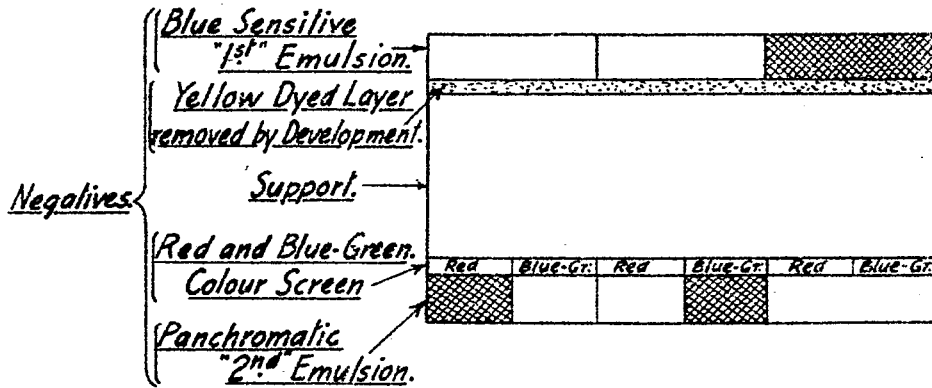 Blue Sensitive
"1st" Emulsion.
Yellow Dyed Layer
removed by Development.
Negatives.
Support.
Red and Blue-Green.
Colour Screen
Red Blue-Gr: Red Blue-Gr. Red Blue-Gr.
Panchromatic
"2nd" Emulsion.